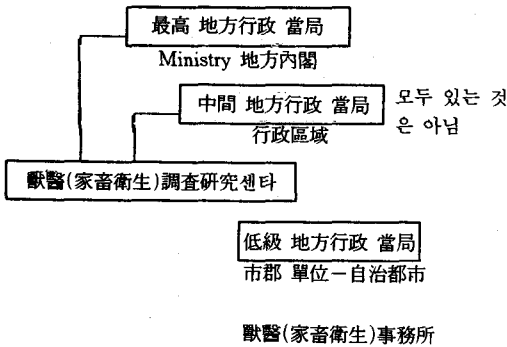 最高 地方行政 當局
Ministry 地方內閣
中間 地方行政 當局
行政區域
모두 있는 것
은 아님
獸醫(家畜衛生)調査硏究센타
低級 地方行政 當局
市郡 單位－自治都市
獸醫(家畜衛生)事務所